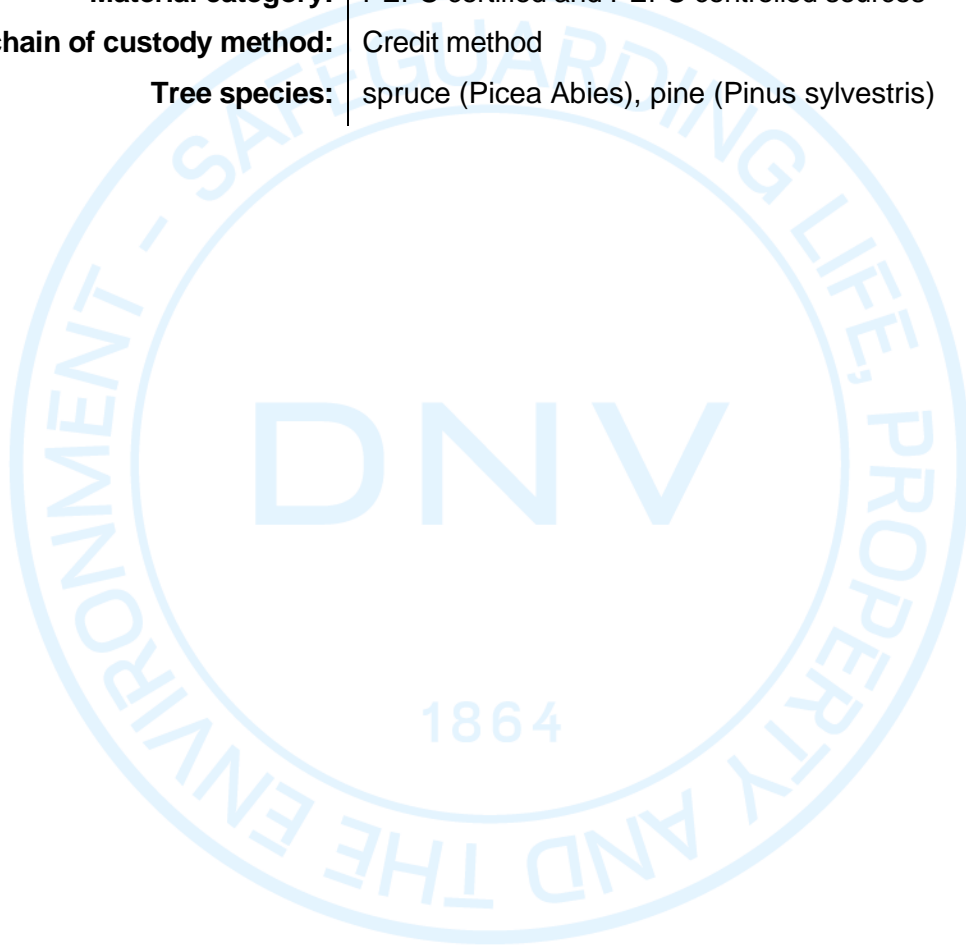 Material category: PEFC certified and PEFC controlled sources
chain of custody method: Credit method
Tree species: spruce (Picea Abies), pine (Pinus sylvestris)
SAFEGUARDING LIFE, PROPERTY AND THE ENVIRONMENT -
DNV
1864